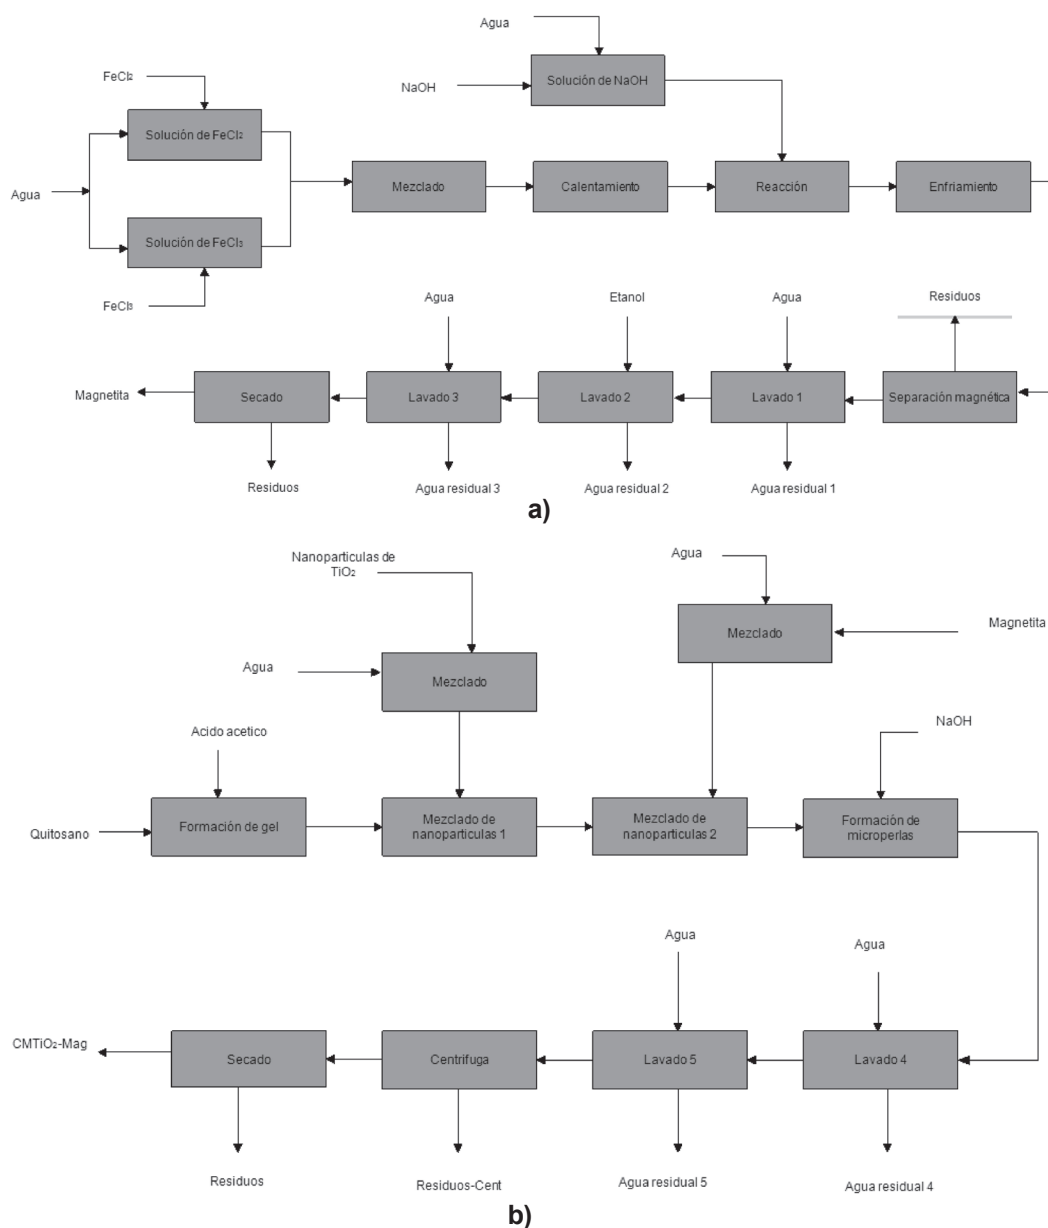 Agua
FeCl₂
NaOH
Solución de NaOH
Solución de FeCl₂
Agua
Mezclado
Calentamiento
Reacción
Enfriamiento
Solución de FeCl₃
FeCl₃
Agua
Etanol
Agua
Residuos
Magnetita
Secado
Lavado 3
Lavado 2
Lavado 1
Separación magnética
Residuos
Agua residual 3
Agua residual 2
Agua residual 1
a)
Nanoparticulas de
TiO₂
Agua
Mezclado
Magnetita
Agua
Mezclado
Acido acetico
NaOH
Quitosano
Formación de gel
Mezclado de
nanoparticulas 1
Mezclado de
nanoparticulas 2
Formación de
microperlas
Agua
Agua
CMTiO₂-Mag
Secado
Centrifuga
Lavado 5
Lavado 4
Residuos
Residuos-Cent
Agua residual 5
Agua residual 4
b)